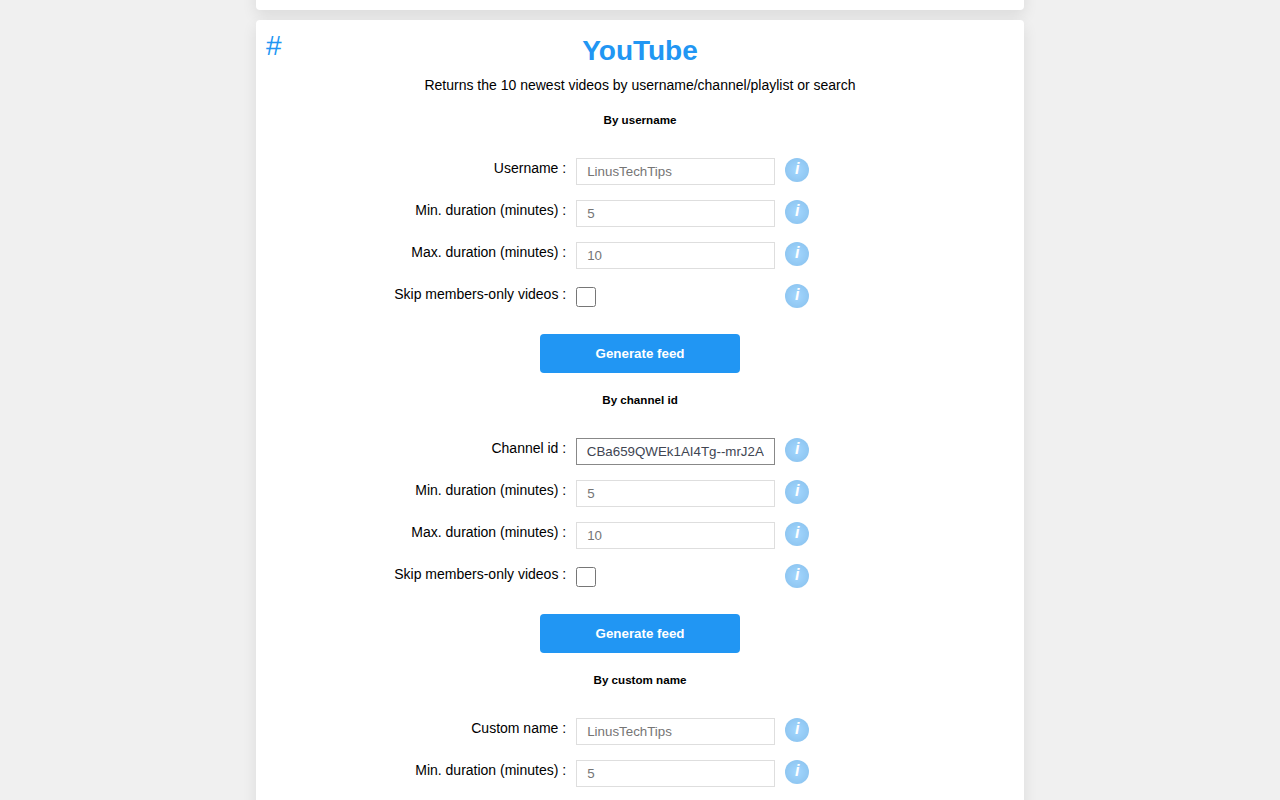 #
YouTube
Returns the 10 newest videos by username/channel/playlist or search
By username
Username : LinusTechTips i
Min. duration (minutes) : 5 i
Max. duration (minutes) : 10 i
Skip members-only videos : i
Generate feed
By channel id
Channel id : CBa659QWEk1AI4Tg--mrJ2A i
Min. duration (minutes) : 5 i
Max. duration (minutes) : 10 i
Skip members-only videos : i
Generate feed
By custom name
Custom name : LinusTechTips i
Min. duration (minutes) : 5 i